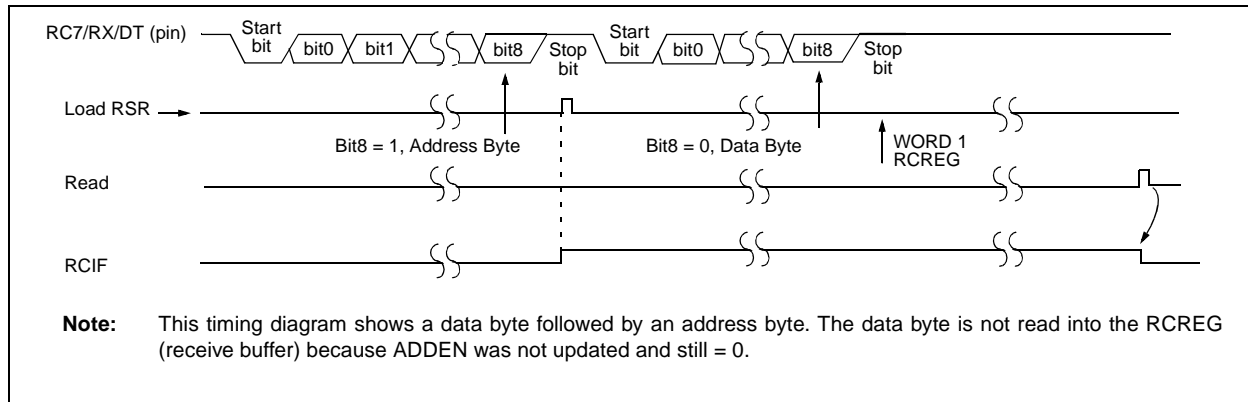 RC7/RX/DT (pin)
Start bit
bit0
bit1
bit8
Stop bit
Start bit
bit0
bit8
Stop bit
Load RSR
Bit8 = 1, Address Byte
Bit8 = 0, Data Byte
WORD 1
RCREG
Read
RCIF
Note: This timing diagram shows a data byte followed by an address byte. The data byte is not read into the RCREG
(receive buffer) because ADDEN was not updated and still = 0.